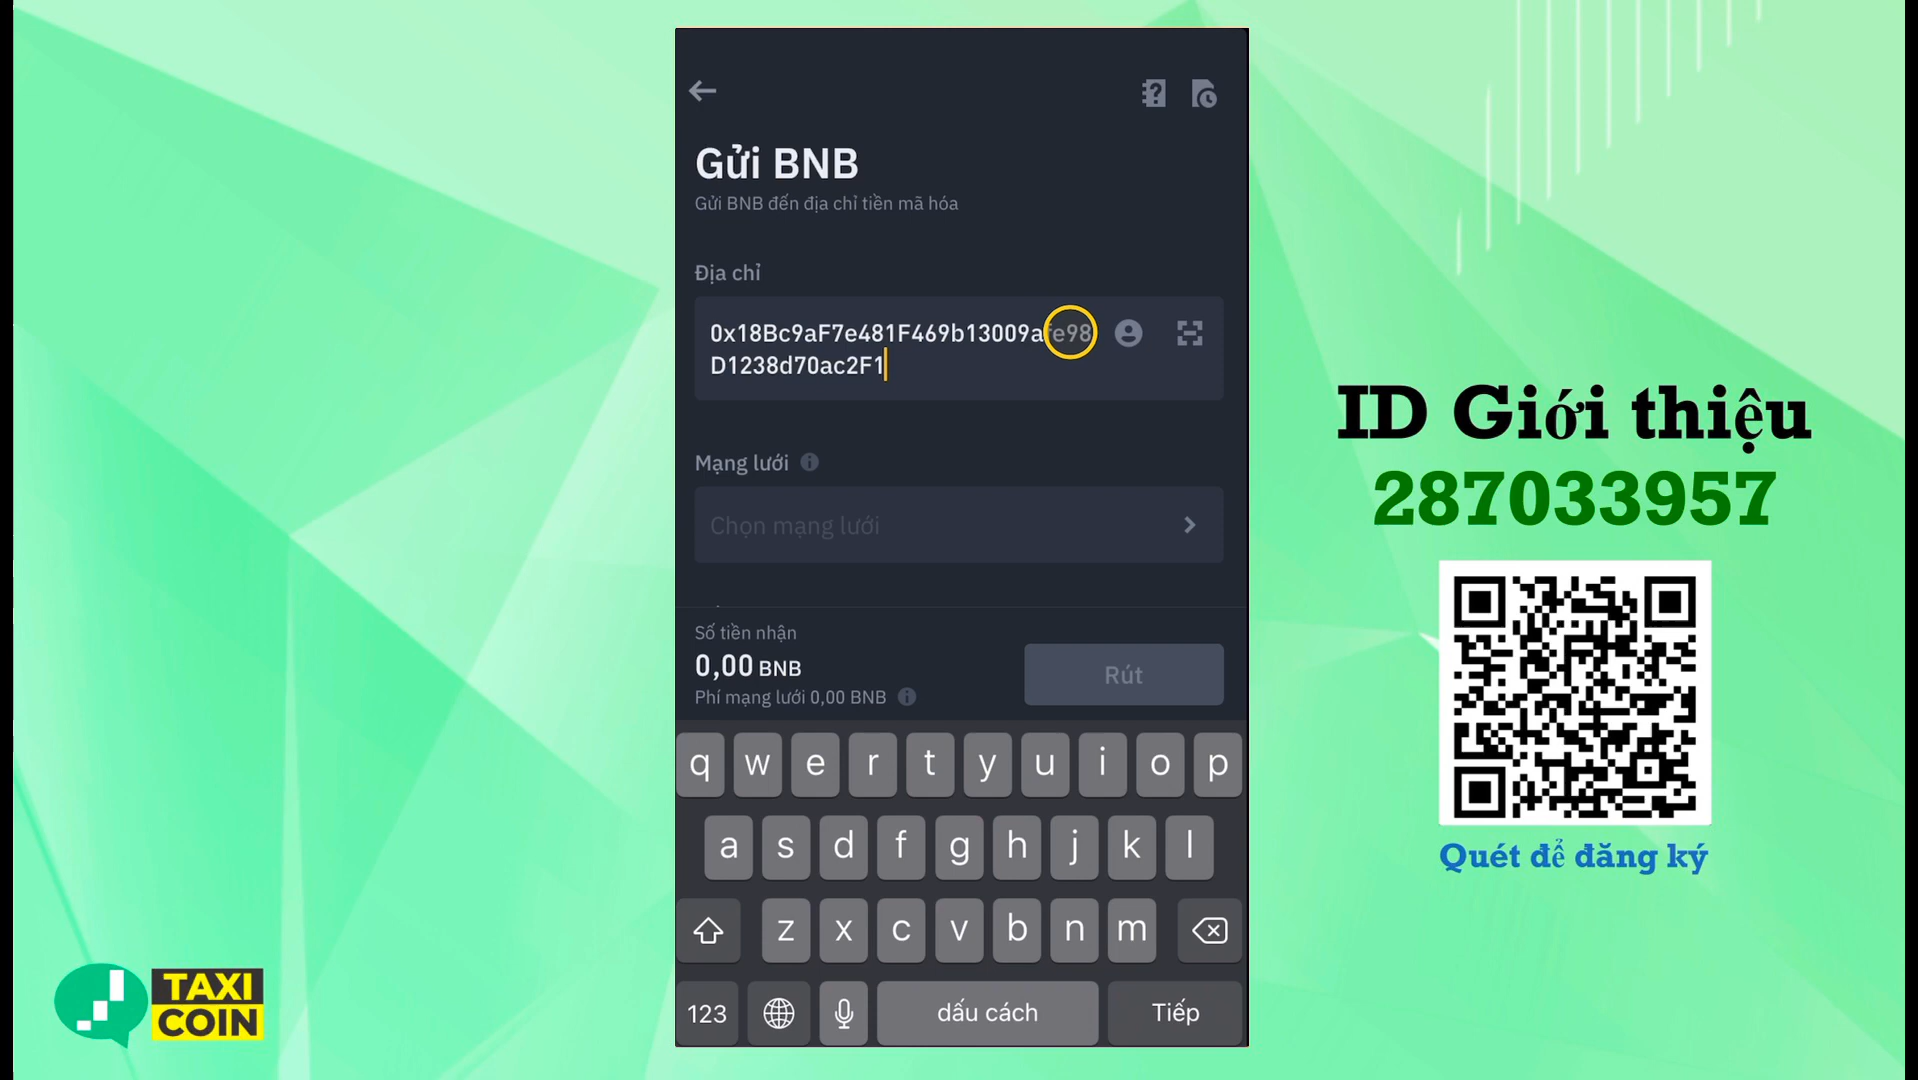 Gửi BNB
Gửi BNB đến địa chỉ tiền mã hóa
Địa chỉ
0x18Bc9aF7e481F469b13009afe98
D1238d70ac2F1
Mạng lưới
Chọn mạng lưới
Số tiền nhận
0,00 BNB
Phí mạng lưới 0,00 BNB
Rút
q w e r t y u i o p
a s d f g h j k l
z x c v b n m
123 dấu cách Tiếp
ID Giới thiệu
287033957
Quét để đăng ký
TAXI
COIN